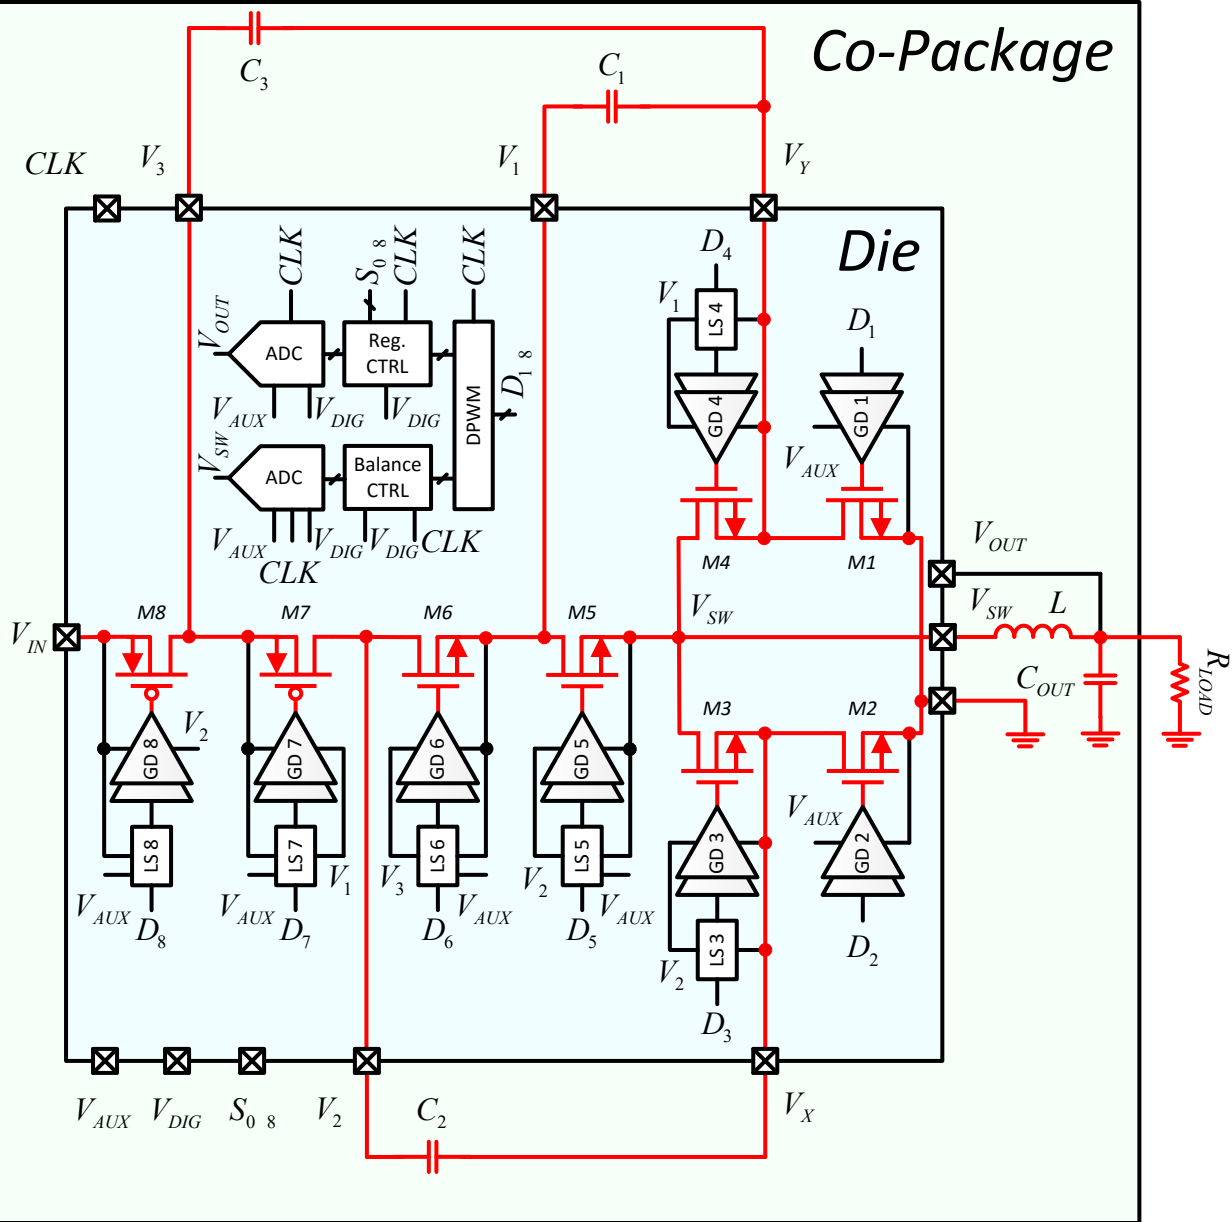 Co-Package
C3
C1
CLK
V3
V1
VY
Die
CLK
S0 8
CLK
CLK
D4
V1
LS 4
D1
VOUT
ADC
Reg.
CTRL
DPWM
D1 8
GD 4
GD 1
VAUX
VDIG
VDIG
VAUX
VSW
ADC
Balance
CTRL
VAUX
VDIG
VDIG
CLK
CLK
M4
M1
VOUT
VIN
M8
M7
M6
M5
VSW
VSW
L
COUT
RLOAD
M3
M2
V2
GD 8
GD 7
GD 6
GD 5
VAUX
GD 3
GD 2
LS 8
LS 7
V1
V3
LS 6
V2
LS 5
VAUX
D8
VAUX
D7
D6
VAUX
D5
VAUX
V2
LS 3
D2
D3
VAUX
VDIG
S0 8
V2
C2
VX